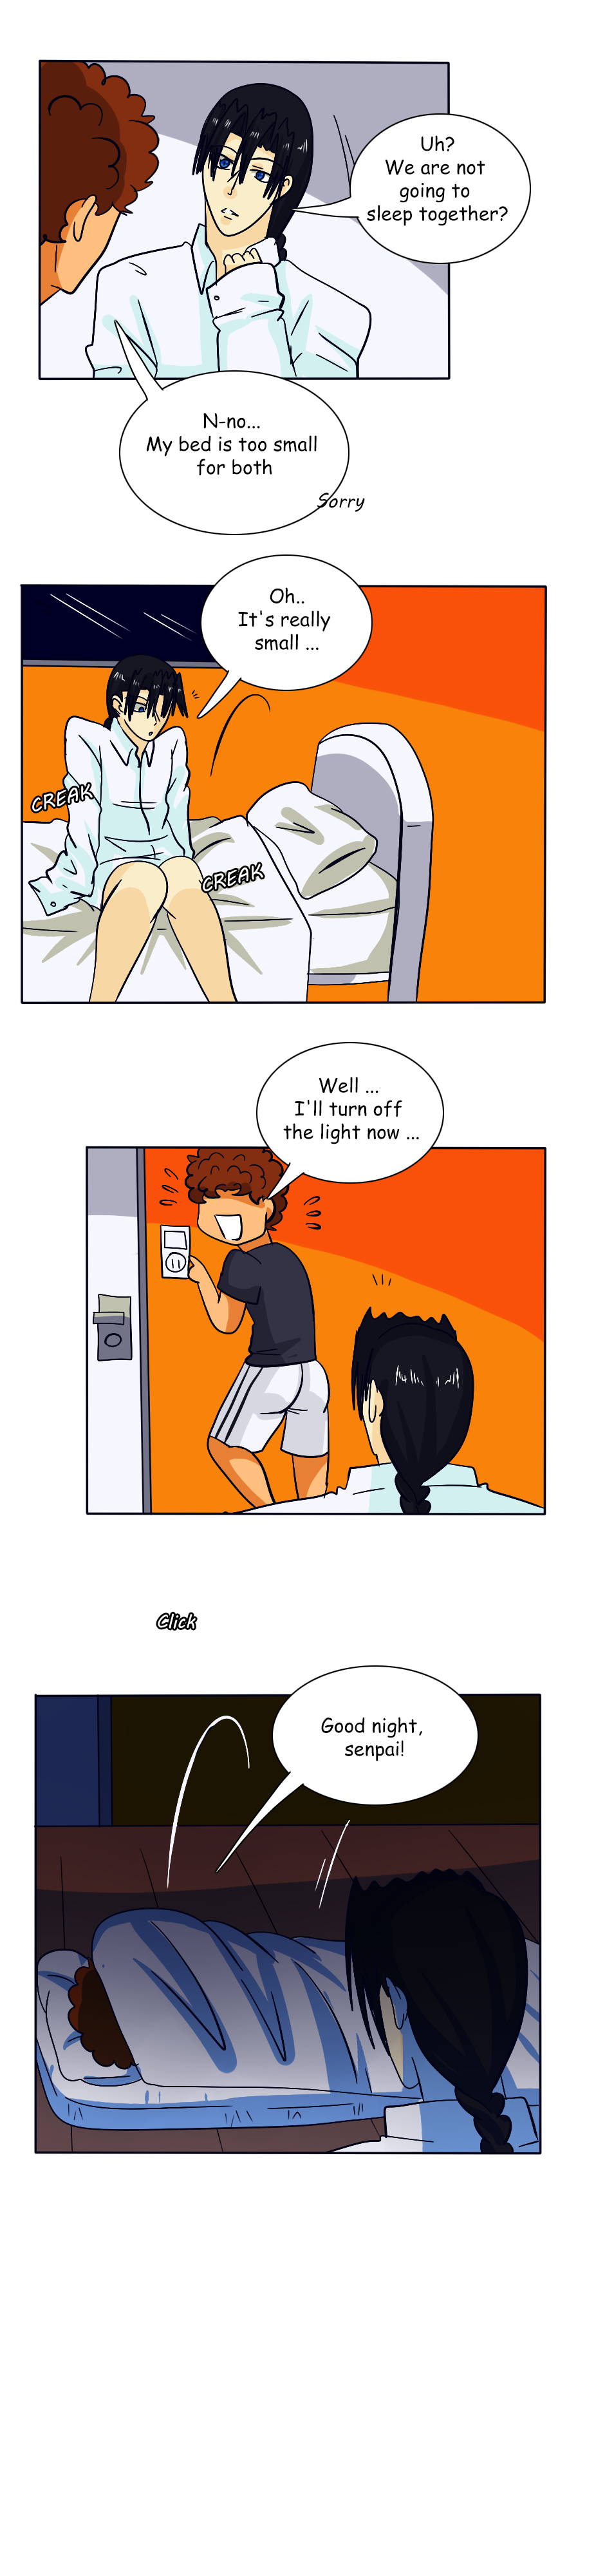 Uh?
We are not
going to
sleep together?
N-no...
My bed is too small
for both
Sorry
Oh..
It's really
small ...
CREAK
CREAK
Well ...
I'll turn off
the light now ...
Click
Good night,
senpai!